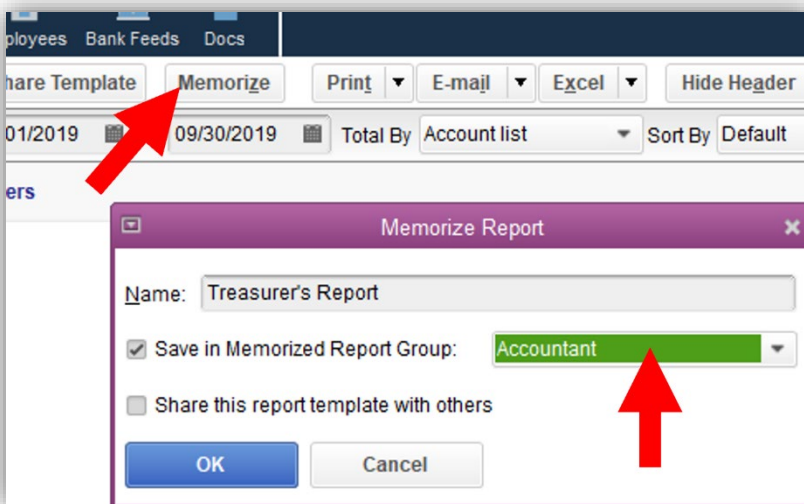 ployees Bank Feeds Docs
hare Template Memorize Print E-mail Excel Hide Header
01/2019 09/30/2019 Total By Account list Sort By Default
ers
Memorize Report
Name: Treasurer's Report
Save in Memorized Report Group: Accountant
Share this report template with others
OK Cancel